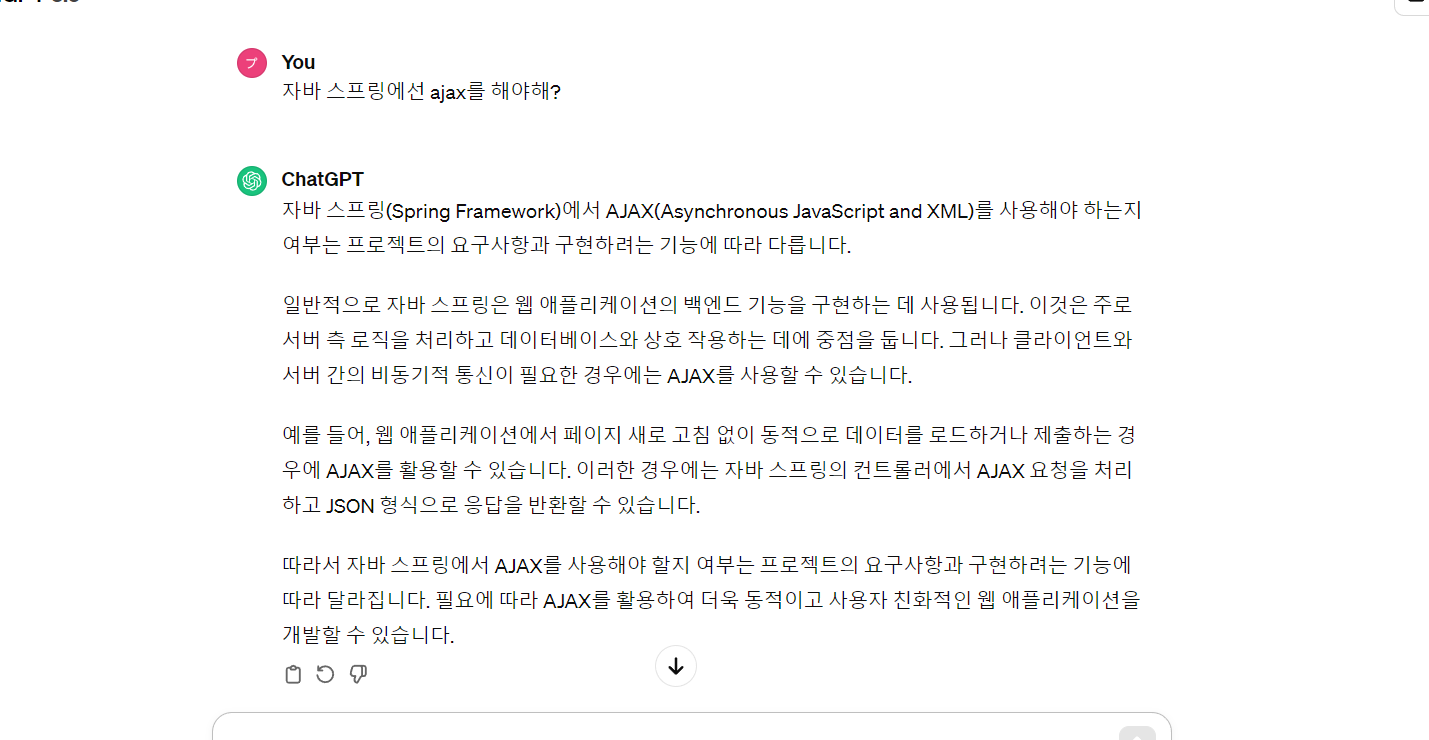 プ
You
자바 스프링에선 ajax를 해야해?
ChatGPT
자바 스프링(Spring Framework)에서 AJAX(Asynchronous JavaScript and XML)를 사용해야 하는지
여부는 프로젝트의 요구사항과 구현하려는 기능에 따라 다릅니다.
일반적으로 자바 스프링은 웹 애플리케이션의 백엔드 기능을 구현하는 데 사용됩니다. 이것은 주로
서버 측 로직을 처리하고 데이터베이스와 상호 작용하는 데에 중점을 둡니다. 그러나 클라이언트와
서버 간의 비동기적 통신이 필요한 경우에는 AJAX를 사용할 수 있습니다.
예를 들어, 웹 애플리케이션에서 페이지 새로 고침 없이 동적으로 데이터를 로드하거나 제출하는 경
우에 AJAX를 활용할 수 있습니다. 이러한 경우에는 자바 스프링의 컨트롤러에서 AJAX 요청을 처리
하고 JSON 형식으로 응답을 반환할 수 있습니다.
따라서 자바 스프링에서 AJAX를 사용해야 할지 여부는 프로젝트의 요구사항과 구현하려는 기능에
따라 달라집니다. 필요에 따라 AJAX를 활용하여 더욱 동적이고 사용자 친화적인 웹 애플리케이션을
개발할 수 있습니다.